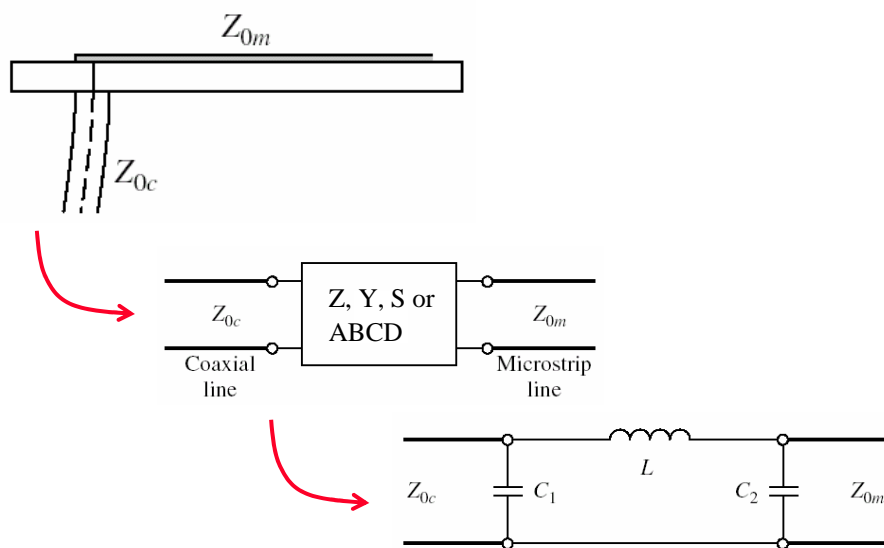 Z0m
Z0c
Z0c
Z, Y, S or
ABCD
Z0m
Coaxial
line
Microstrip
line
L
Z0c
C1
C2
Z0m